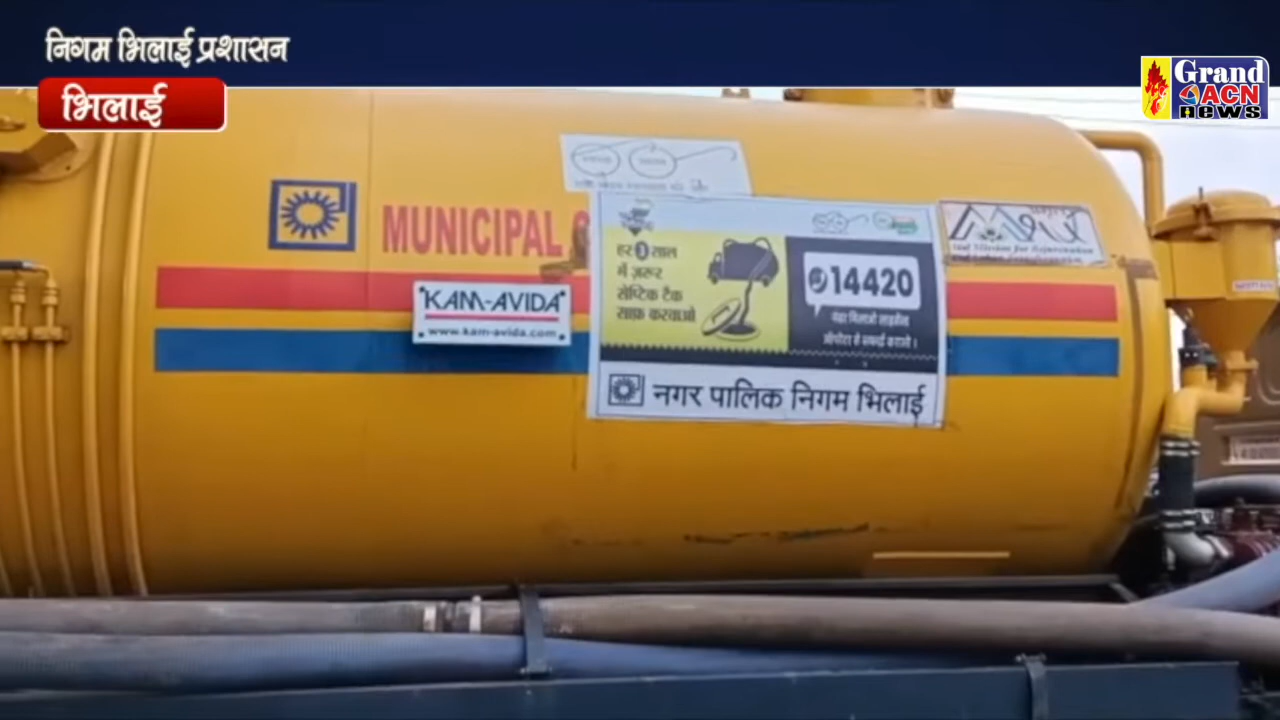 निगम भिलाई प्रशासन
भिलाई
Grand
ACN
news
MUNICIPAL
KAM-AVIDA
www.kam-avida.com
हर 3 साल
में ज़रूर
सेप्टिक टैंक
साफ़ करवाओ
14420
नगर पालिक निगम भिलाई